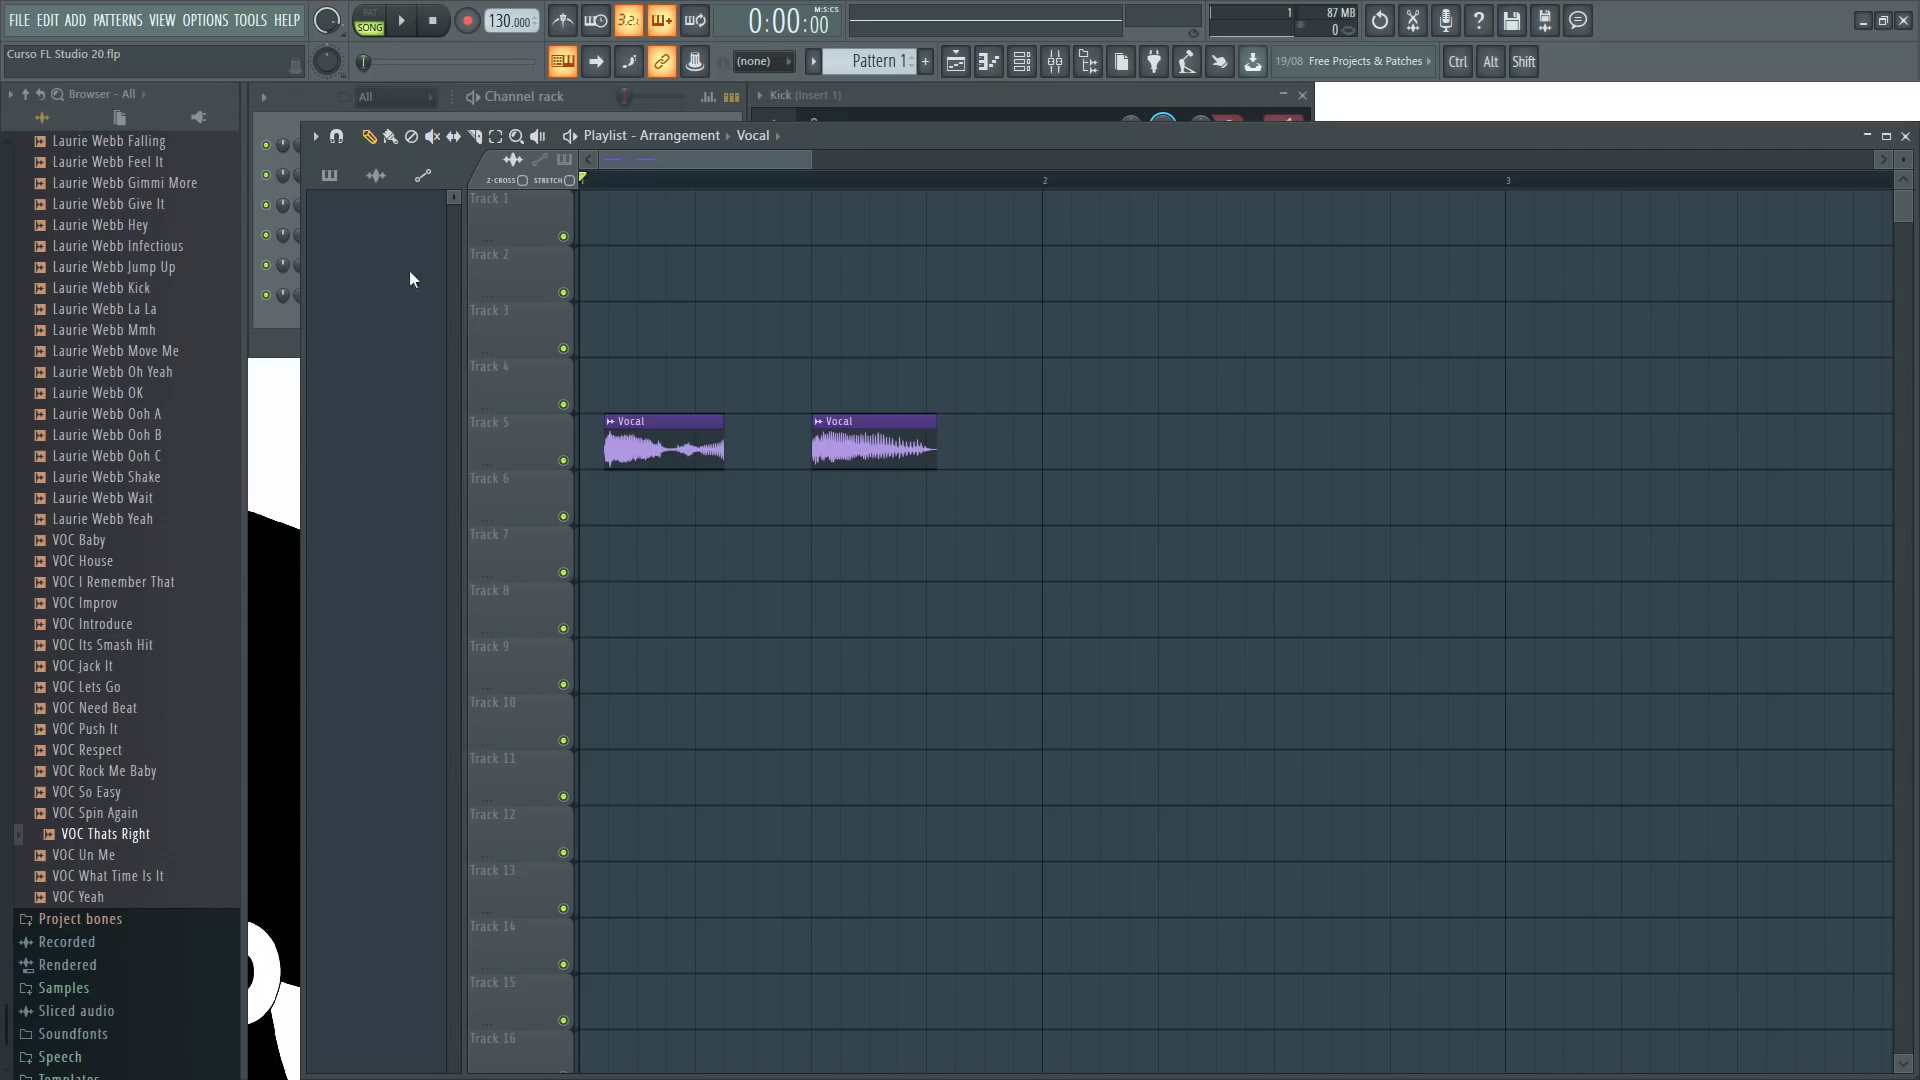 FILE EDIT ADD PATTERNS VIEW OPTIONS TOOLS HELP
PAT
SONG
130.000
3.2.
0:00:00
M:S:CS
1
87 MB
0
Curso FL Studio 20.flp
(none)
Pattern 1
19/08 Free Projects & Patches
Ctrl
Alt
Shift
Browser - All
All
Channel rack
Kick (Insert 1)
Playlist - Arrangement › Vocal ›
Z-CROSS
STRETCH
2
3
Laurie Webb Falling
Laurie Webb Feel It
Laurie Webb Gimmi More
Laurie Webb Give It
Laurie Webb Hey
Laurie Webb Infectious
Laurie Webb Jump Up
Laurie Webb Kick
Laurie Webb La La
Laurie Webb Mmh
Laurie Webb Move Me
Laurie Webb Oh Yeah
Laurie Webb OK
Laurie Webb Ooh A
Laurie Webb Ooh B
Laurie Webb Ooh C
Laurie Webb Shake
Laurie Webb Wait
Laurie Webb Yeah
VOC Baby
VOC House
VOC I Remember That
VOC Improv
VOC Introduce
VOC Its Smash Hit
VOC Jack It
VOC Lets Go
VOC Need Beat
VOC Push It
VOC Respect
VOC Rock Me Baby
VOC So Easy
VOC Spin Again
VOC Thats Right
VOC Un Me
VOC What Time Is It
VOC Yeah
Project bones
Recorded
Rendered
Samples
Sliced audio
Soundfonts
Speech
Templates
Track 1
Track 2
Track 3
Track 4
Track 5
Vocal
Vocal
Track 6
Track 7
Track 8
Track 9
Track 10
Track 11
Track 12
Track 13
Track 14
Track 15
Track 16